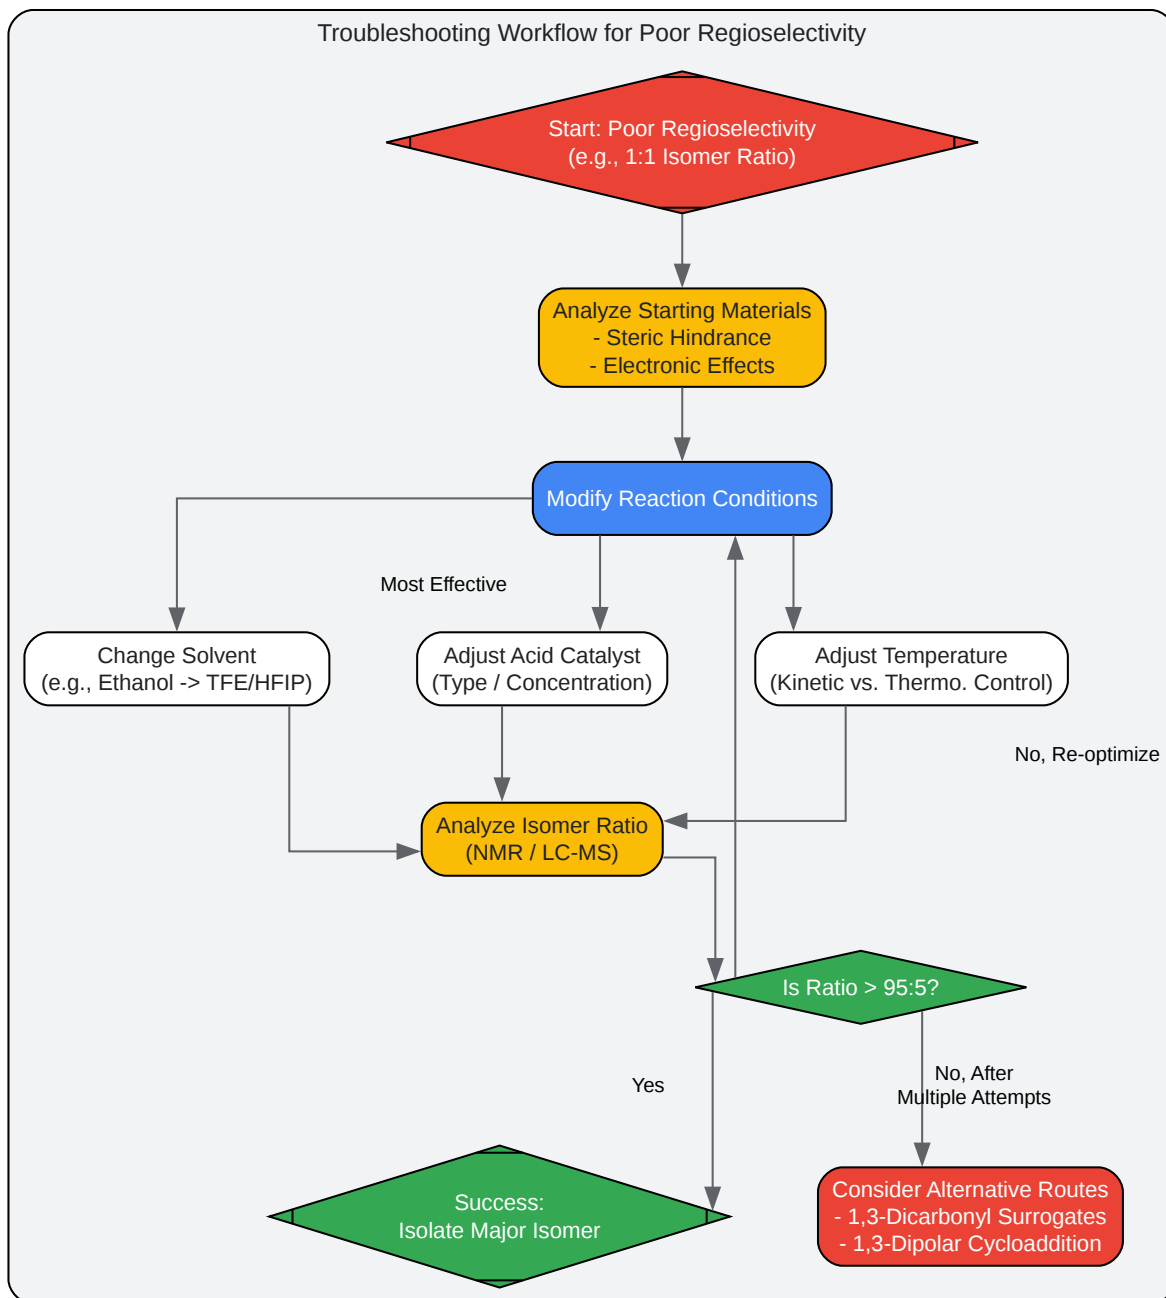 Troubleshooting Workflow for Poor Regioselectivity
Start: Poor Regioselectivity
(e.g., 1:1 Isomer Ratio)
Analyze Starting Materials
- Steric Hindrance
- Electronic Effects
Modify Reaction Conditions
Most Effective
Change Solvent
(e.g., Ethanol -> TFE/HFIP)
Adjust Acid Catalyst
(Type / Concentration)
Adjust Temperature
(Kinetic vs. Thermo. Control)
No, Re-optimize
Analyze Isomer Ratio
(NMR / LC-MS)
Is Ratio > 95:5?
Yes
No, After
Multiple Attempts
Success:
Isolate Major Isomer
Consider Alternative Routes
- 1,3-Dicarbonyl Surrogates
- 1,3-Dipolar Cycloaddition